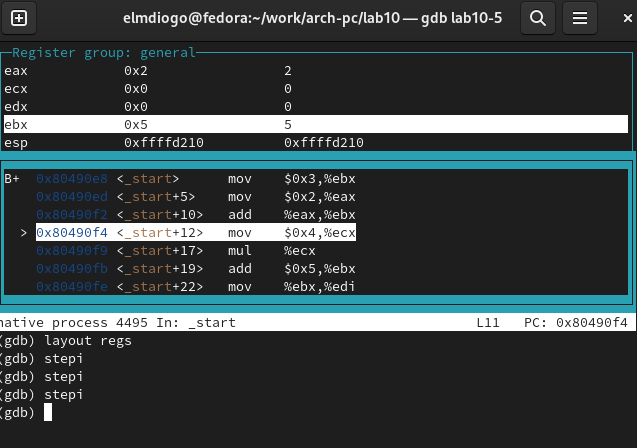 elmdiogo@fedora:~/work/arch-pc/lab10 — gdb lab10-5
Register group: general
eax 0x2 2
ecx 0x0 0
edx 0x0 0
ebx 0x5 5
esp 0xffffd210 0xffffd210
B+ 0x80490e8 <_start> mov $0x3,%ebx
0x80490ed <_start+5> mov $0x2,%eax
0x80490f2 <_start+10> add %eax,%ebx
> 0x80490f4 <_start+12> mov $0x4,%ecx
0x80490f9 <_start+17> mul %ecx
0x80490fb <_start+19> add $0x5,%ebx
0x80490fe <_start+22> mov %ebx,%edi
native process 4495 In: _start L11 PC: 0x80490f4
(gdb) layout regs
(gdb) stepi
(gdb) stepi
(gdb) stepi
(gdb)